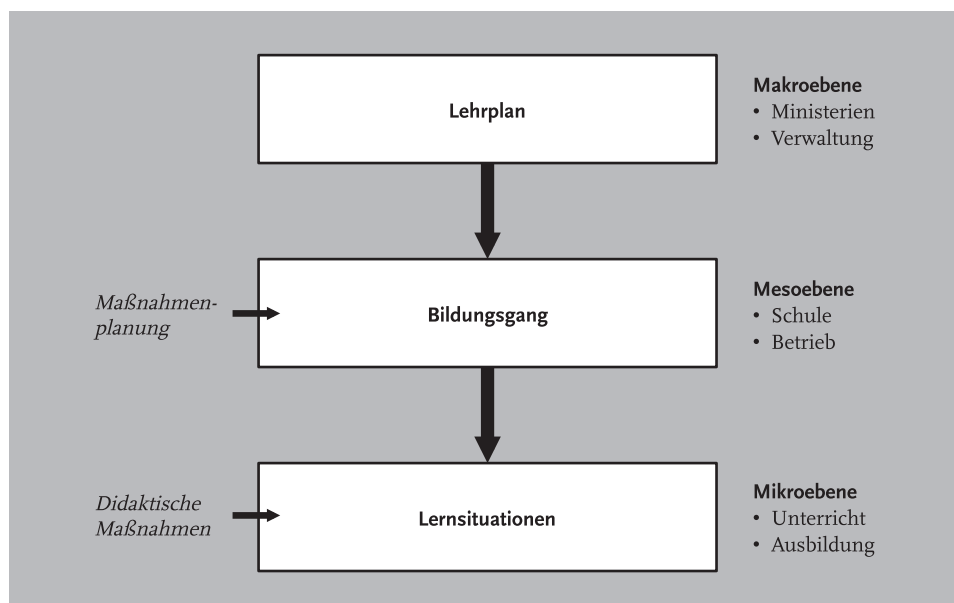 Lehrplan
Makroebene
• Ministerien
• Verwaltung
Maßnahmen-
planung
Bildungsgang
Mesoebene
• Schule
• Betrieb
Didaktische
Maßnahmen
Lernsituationen
Mikroebene
• Unterricht
• Ausbildung